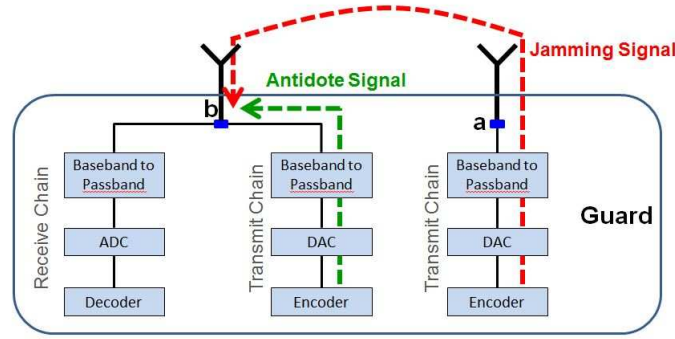 Jamming Signal
Antidote Signal
b
a
Receive Chain
Baseband to
Passband
ADC
Decoder
Transmit Chain
Baseband to
Passband
DAC
Encoder
Transmit Chain
Baseband to
Passband
DAC
Encoder
Guard